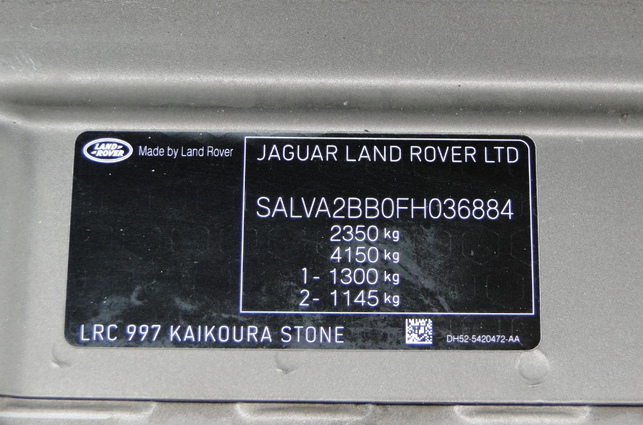 LAND
ROVER
Made by Land Rover
JAGUAR LAND ROVER LTD
SALVA2BB0FH036884
2350 kg
4150 kg
1- 1300 kg
2- 1145 kg
LRC 997 KAIKOURA STONE
DH52-5420472-AA